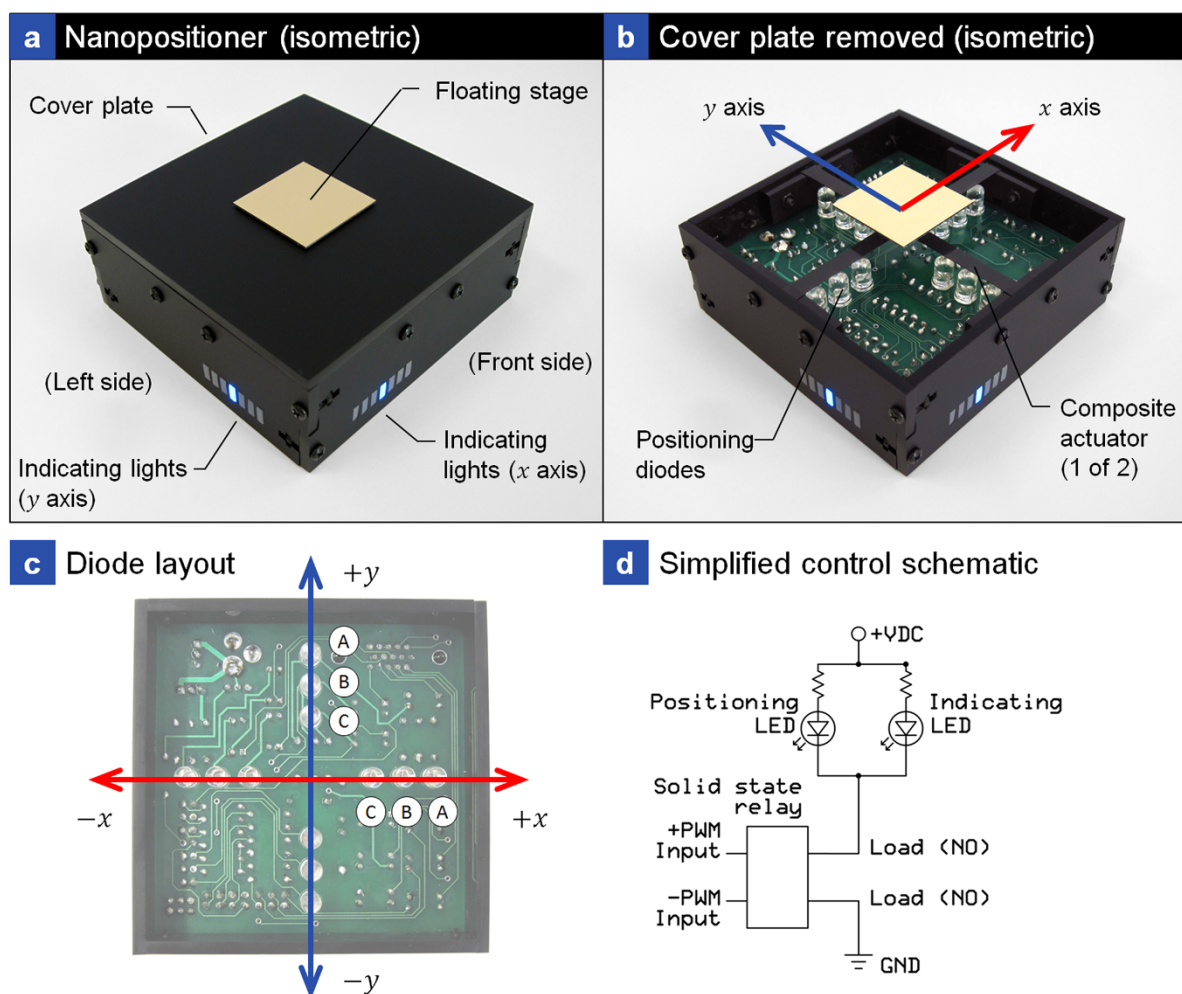 a Nanopositioner (isometric)
Cover plate
Floating stage
(Left side)
(Front side)
Indicating lights
(y axis)
Indicating
lights (x axis)
b Cover plate removed (isometric)
y axis
x axis
Positioning
diodes
Composite
actuator
(1 of 2)
c Diode layout
+y
A
B
C
−x
C B A
+x
−y
d Simplified control schematic
+VDC
Positioning
LED
Indicating
LED
Solid state
relay
+PWM
Input
Load (NO)
−PWM
Input
Load (NO)
GND